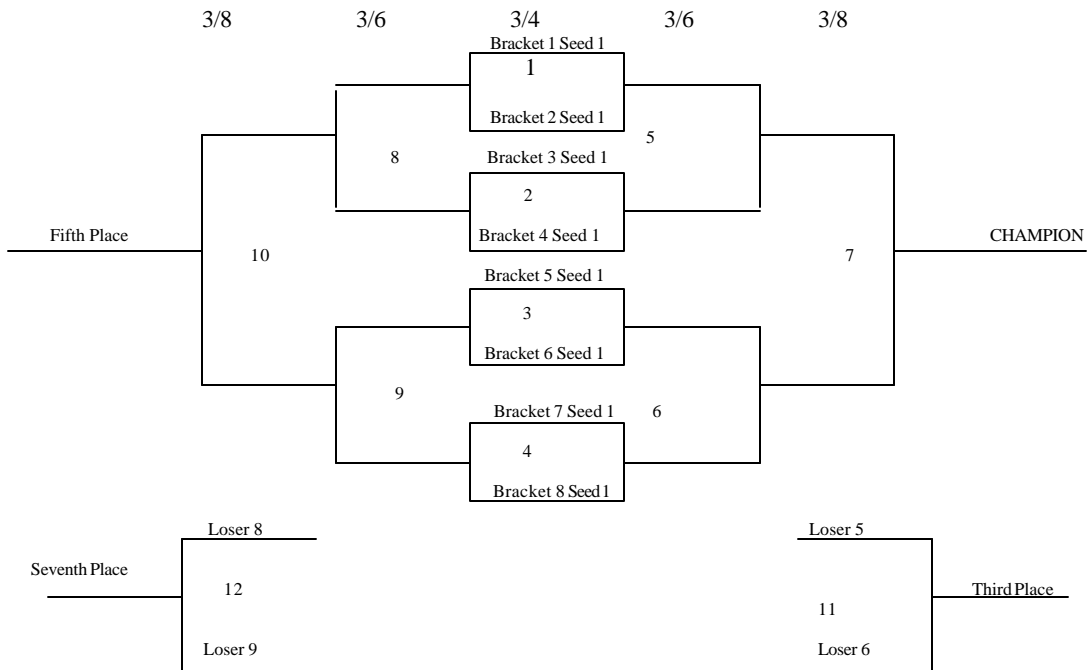 3/8 3/6 3/4 3/6 3/8
Bracket 1 Seed 1
1
Bracket 2 Seed 1
5
8
Bracket 3 Seed 1
2
Fifth Place
Bracket 4 Seed 1
CHAMPION
10
7
Bracket 5 Seed 1
3
Bracket 6 Seed 1
9
Bracket 7 Seed 1
6
4
Bracket 8 Seed 1
Loser 8
Loser 5
Seventh Place
12
Third Place
11
Loser 9
Loser 6